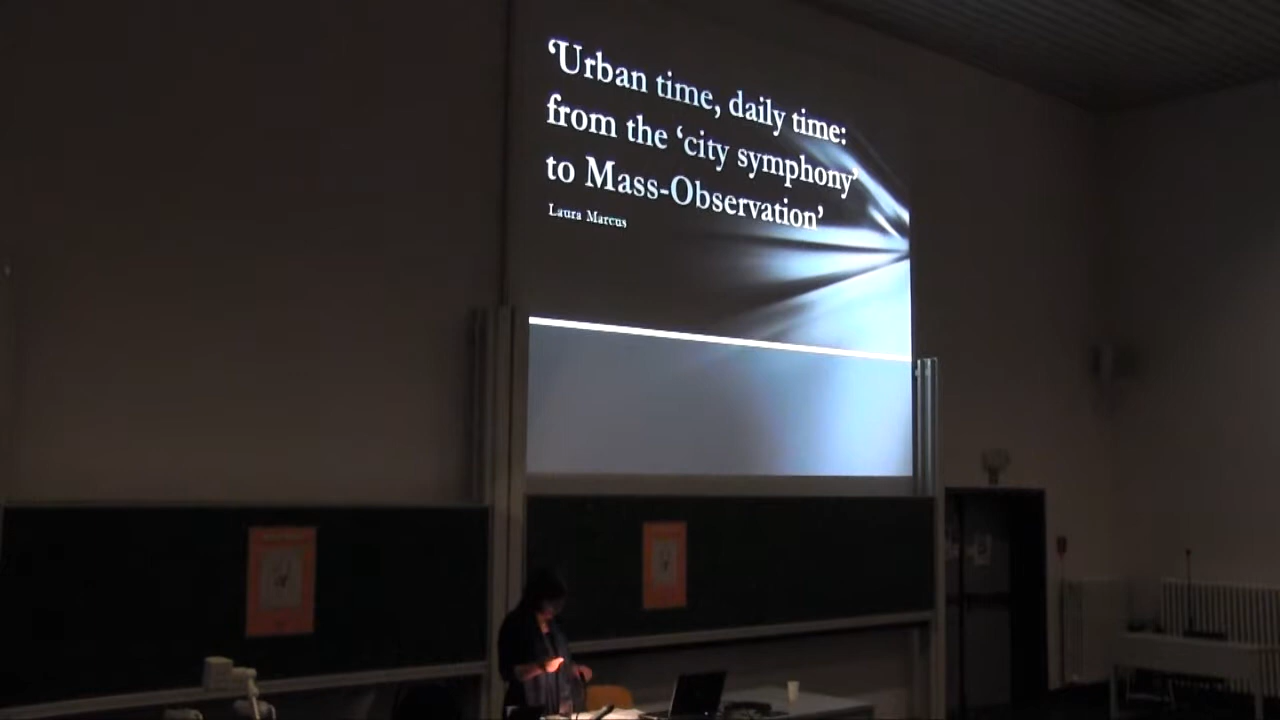 ‘Urban time, daily time:
from the ‘city symphony’
to Mass-Observation’
Laura Marcus